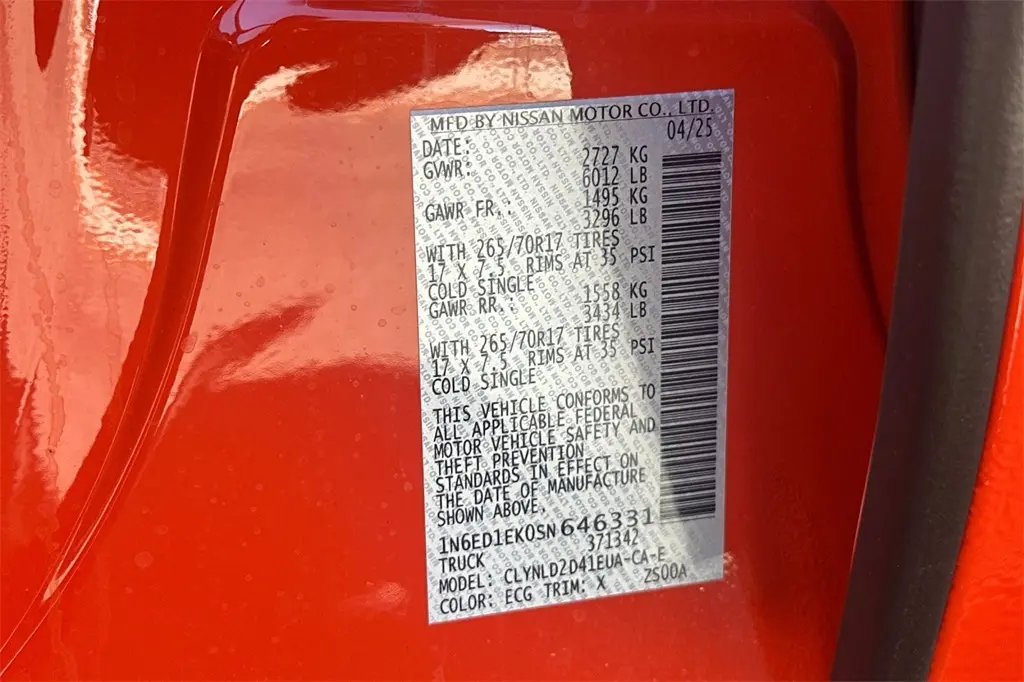 MFD BY NISSAN MOTOR CO., LTD.
DATE: 04/25
GVWR: 2727 KG
6012 LB
GAWR FR.: 1495 KG
3296 LB
WITH 265/70R17 TIRES
17 X 7.5 RIMS AT 35 PSI
COLD SINGLE
GAWR RR.: 1558 KG
3434 LB
WITH 265/70R17 TIRES
17 X 7.5 RIMS AT 35 PSI
COLD SINGLE
THIS VEHICLE CONFORMS TO
ALL APPLICABLE FEDERAL
MOTOR VEHICLE SAFETY AND
THEFT PREVENTION
STANDARDS IN EFFECT ON
THE DATE OF MANUFACTURE
SHOWN ABOVE.
1N6ED1EK0SN646331
TRUCK 371342
MODEL: CLYNLD2D41EUA-CA-E
COLOR: ECG TRIM: X ZS00A